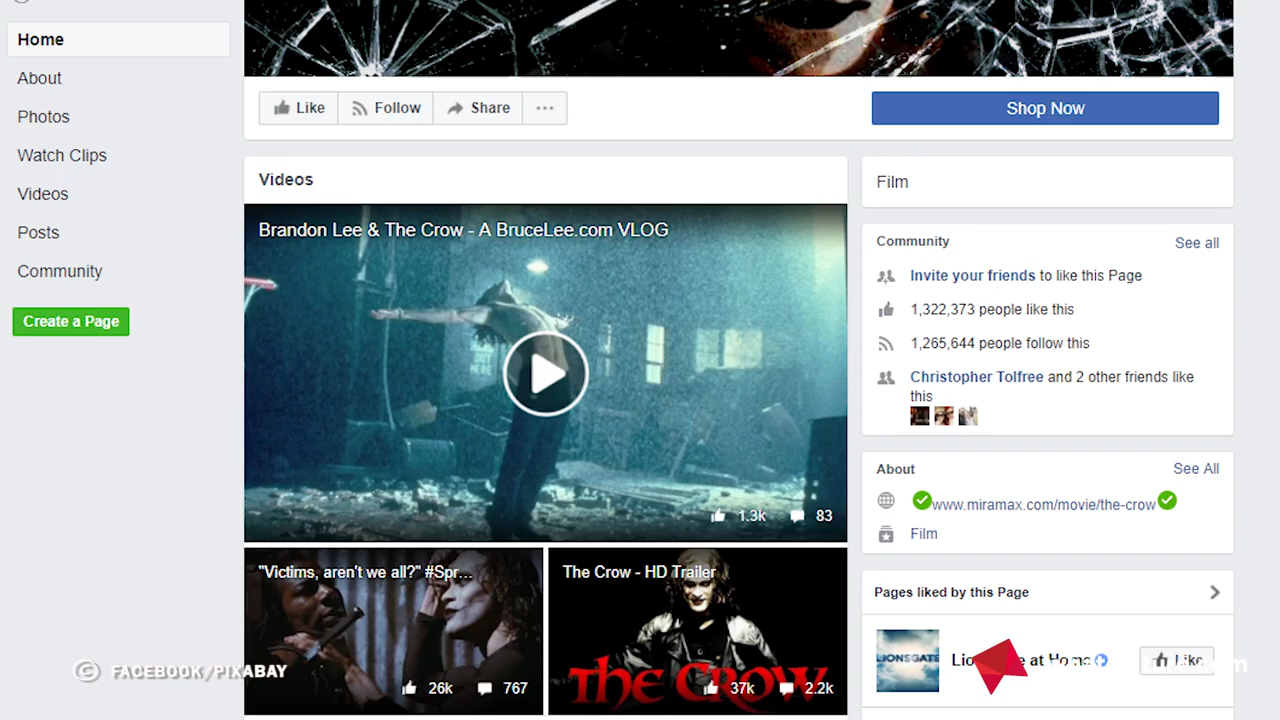 Home
About
Photos
Watch Clips
Videos
Posts
Community
Create a Page
Like
Follow
Share
Shop Now
Videos
Brandon Lee & The Crow - A BruceLee.com VLOG
1.3k
83
"Victims, aren't we all?" #Spr...
26k
767
The Crow - HD Trailer
The Crow
37k
2.2k
Film
Community
See all
Invite your friends to like this Page
1,322,373 people like this
1,265,644 people follow this
Christopher Tolfree and 2 other friends like
this
About
See All
www.miramax.com/movie/the-crow
Film
Pages liked by this Page
LIONSGATE
at Home
Like
© FACEBOOK/PIXABAY